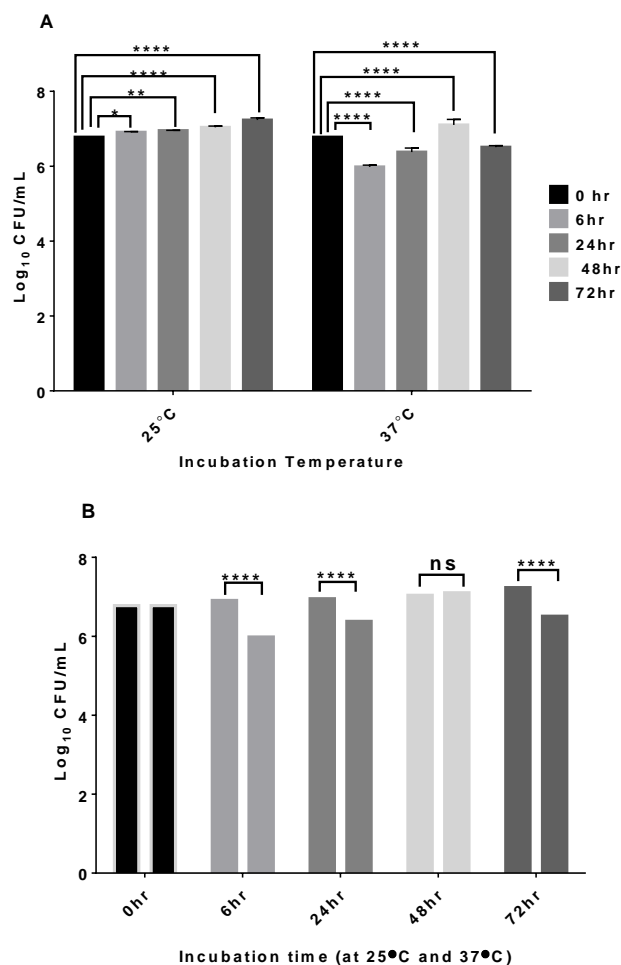 A
**** ****
**** ****
** ****
* ****
8
6
4
2
0
Log10 CFU/mL
0 hr
6hr
24hr
48hr
72hr
25°C 37°C
Incubation Temperature
B
8
6
4
2
0
Log10 CFU/mL
**** **** ns ****
0hr 6hr 24hr 48hr 72hr
Incubation time (at 25●C and 37●C)